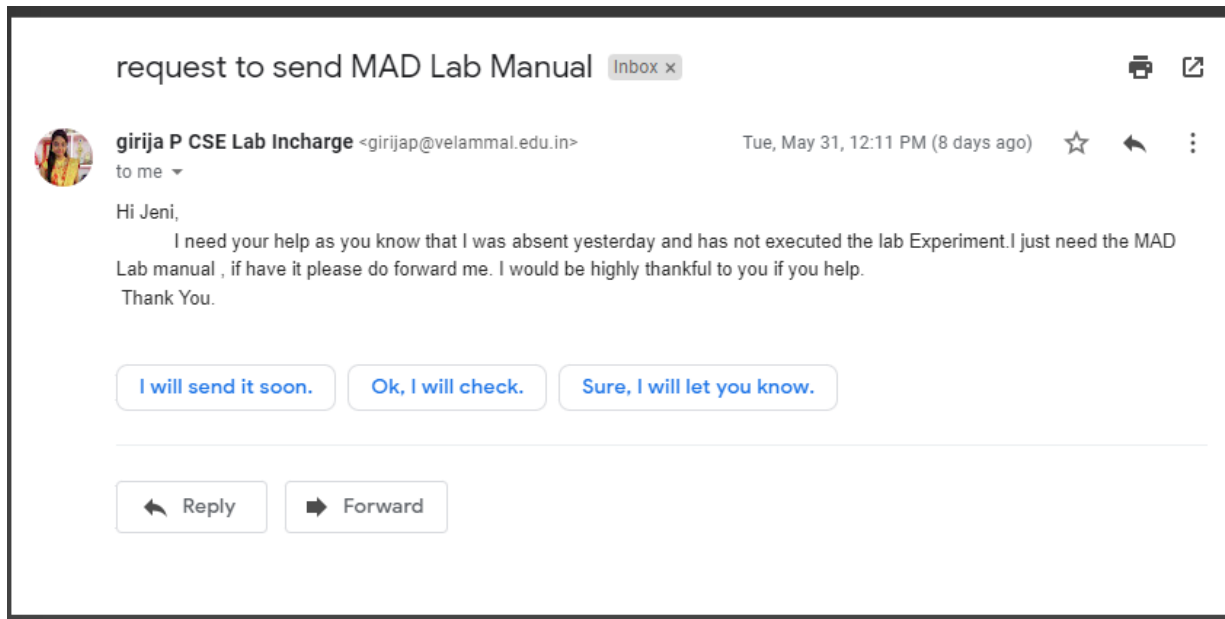 request to send MAD Lab Manual Inbox ×
girija P CSE Lab Incharge <girijap@velammal.edu.in> Tue, May 31, 12:11 PM (8 days ago)
to me
Hi Jeni,
I need your help as you know that I was absent yesterday and has not executed the lab Experiment.I just need the MAD
Lab manual , if have it please do forward me. I would be highly thankful to you if you help.
Thank You.
I will send it soon. Ok, I will check. Sure, I will let you know.
Reply Forward